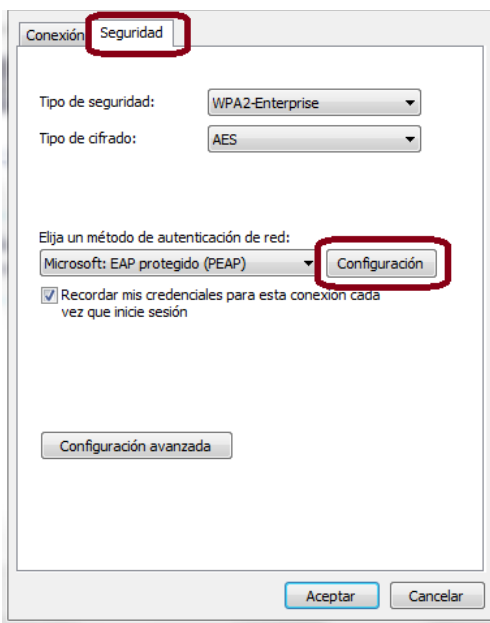 Conexión Seguridad
Tipo de seguridad: WPA2-Enterprise
Tipo de cifrado: AES
Elija un método de autenticación de red:
Microsoft: EAP protegido (PEAP) Configuración
Recordar mis credenciales para esta conexión cada
vez que inicie sesión
Configuración avanzada
Aceptar Cancelar